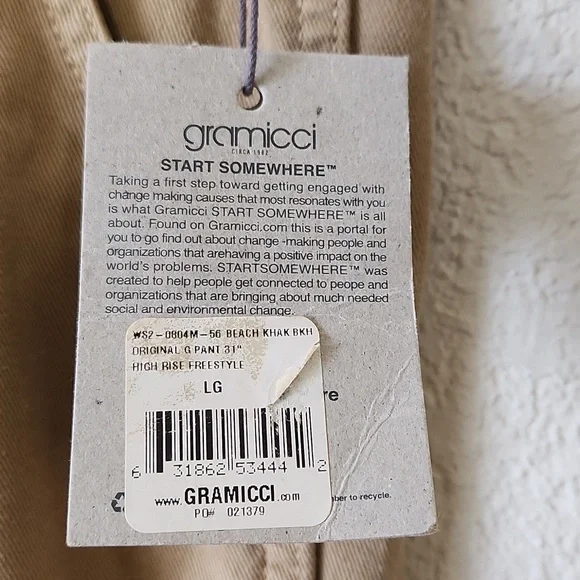 gramicci
CIRCA 1982
START SOMEWHERE™
Taking a first step toward getting engaged with
change making causes that most resonates with you
is what Gramicci START SOMEWHERE™ is all
about. Found on Gramicci.com this is a portal for
you to go find out about change -making people and
organizations that arehaving a positive impact on the
world's problems. STARTSOMEWHERE™ was
created to help people get connected to peope and
organizations that are bringing about much needed
social and environmental change.
WS2-0804M-56 BEACH KHAK BKH
ORIGINAL G PANT 31"
HIGH RISE FREESTYLE
LG
6 31862 53444 2
www.GRAMICCI.com
PO# 021379
to recycle.